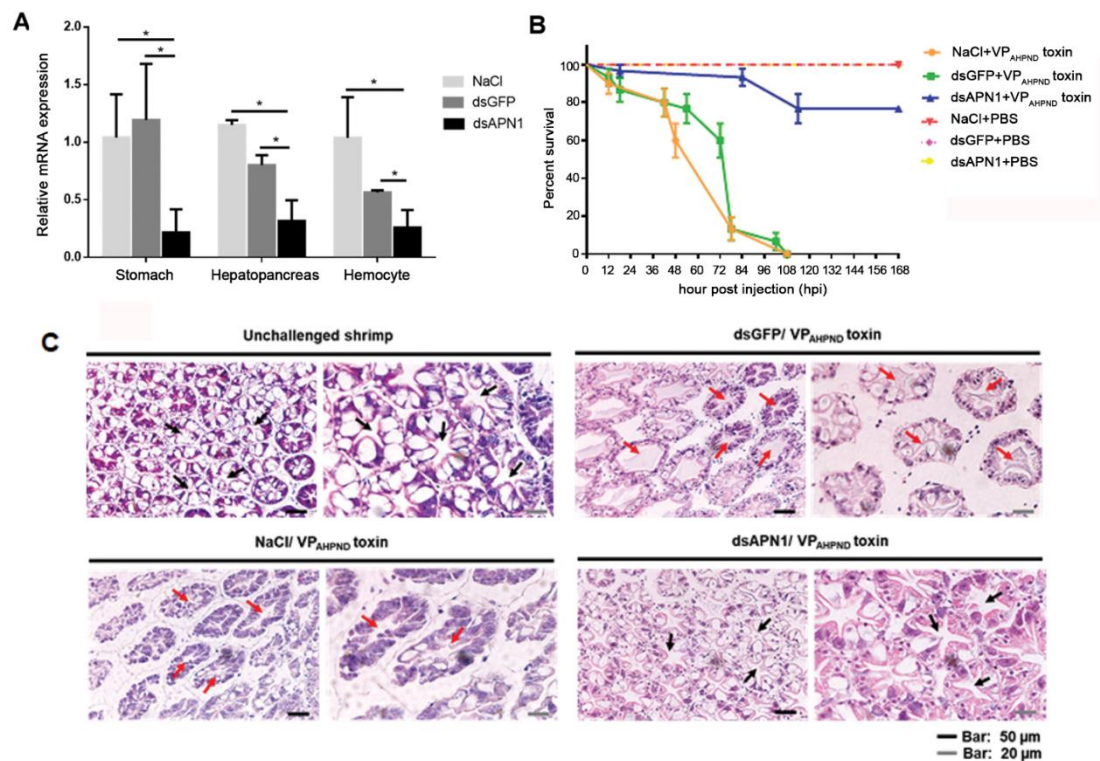 A
Relative mRNA expression
2.0
1.5
1.0
0.5
0.0
*
*
*
*
*
*
Stomach
Hepatopancreas
Hemocyte
NaCl
dsGFP
dsAPN1
B
Percent survival
100
80
60
40
20
0
0 12 24 36 48 60 72 84 96 108 120 132 144 156 168
hour post injection (hpi)
NaCl+VPAHPND toxin
dsGFP+VPAHPND toxin
dsAPN1+VPAHPND toxin
NaCl+PBS
dsGFP+PBS
dsAPN1+PBS
C
Unchallenged shrimp
dsGFP/ VPAHPND toxin
NaCl/ VPAHPND toxin
dsAPN1/ VPAHPND toxin
Bar: 50 µm
Bar: 20 µm